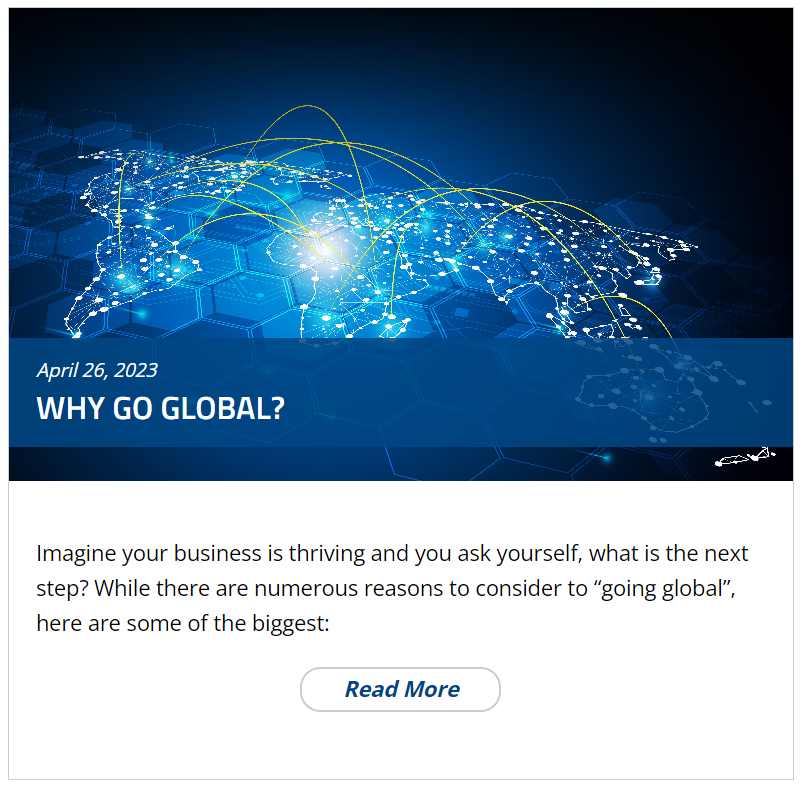 April 26, 2023
WHY GO GLOBAL?
Imagine your business is thriving and you ask yourself, what is the next
step? While there are numerous reasons to consider to “going global”,
here are some of the biggest:
Read More